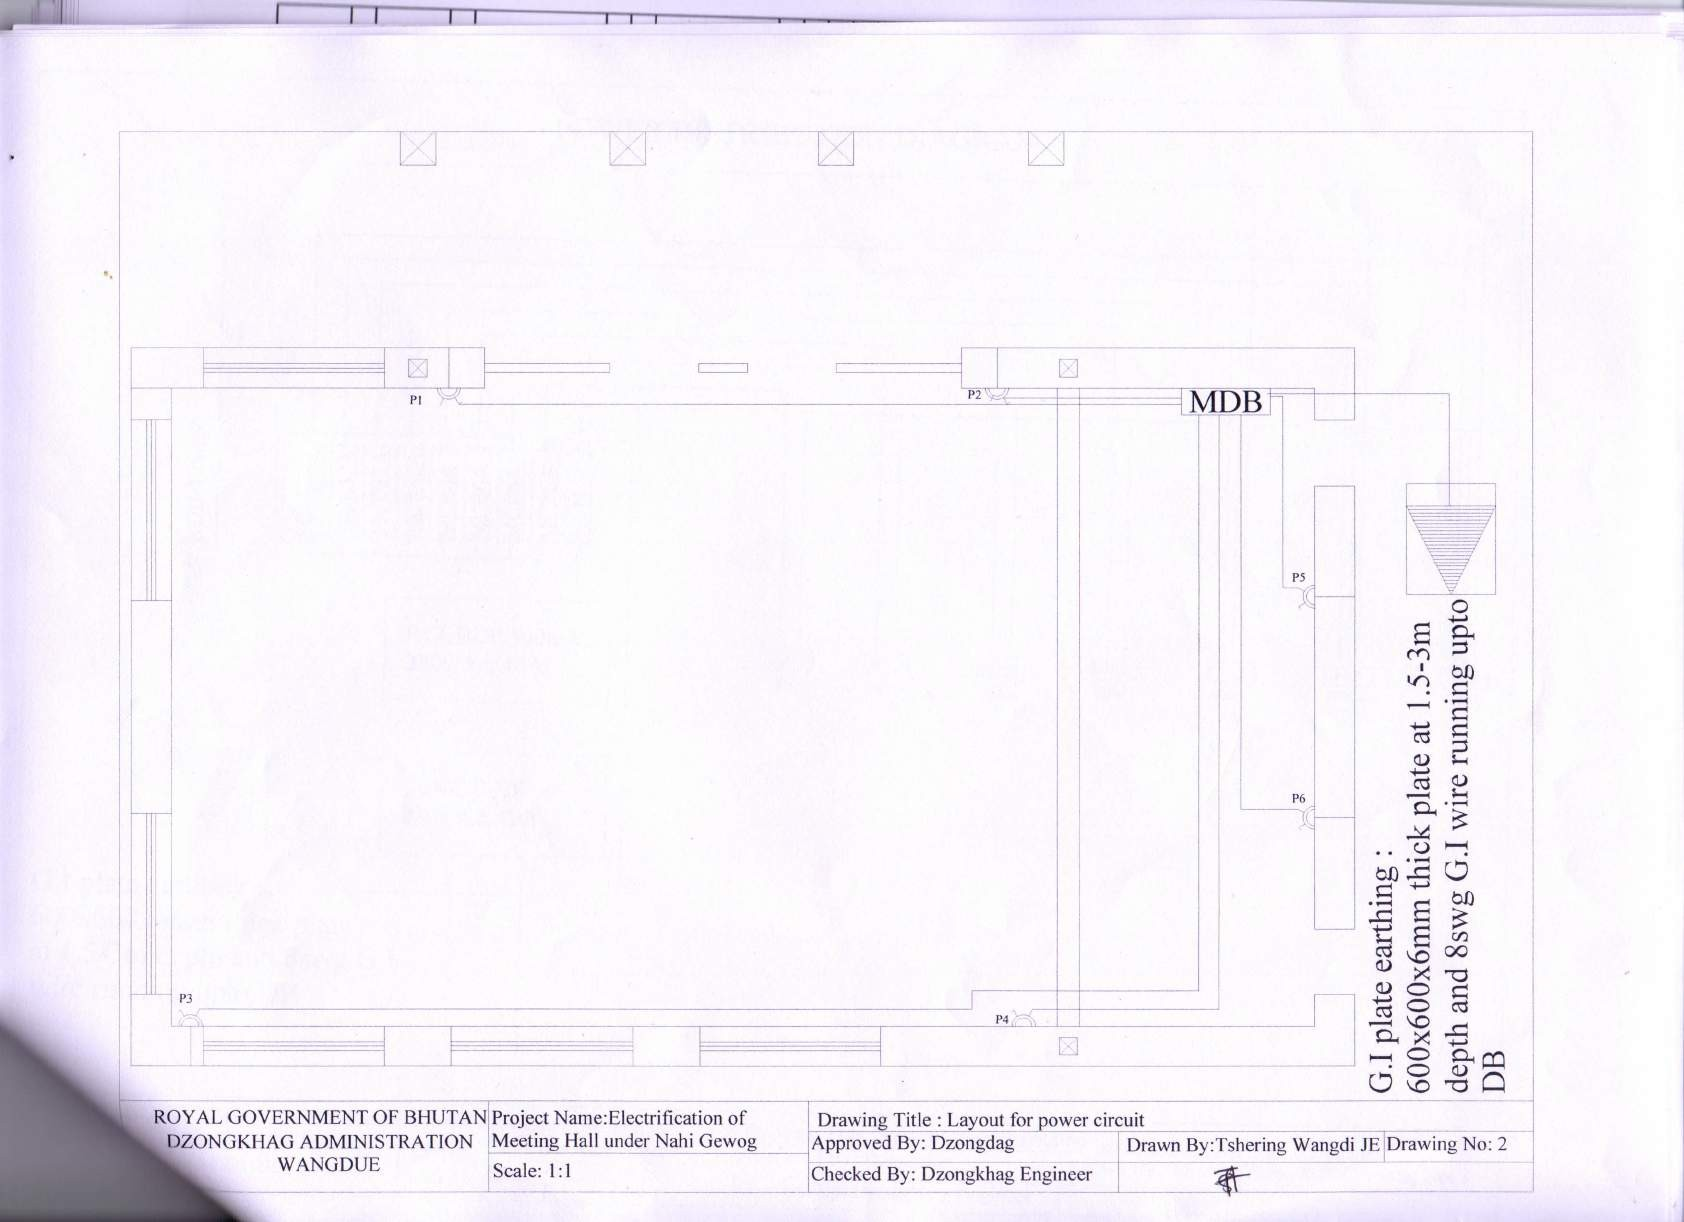 P1
P2
MDB
P5
P6
P3
P4
G.I plate earthing :
600x600x6mm thick plate at 1.5-3m
depth and 8swg G.I wire running upto
DB
ROYAL GOVERNMENT OF BHUTAN
DZONGKHAG ADMINISTRATION
WANGDUE
Project Name:Electrification of
Meeting Hall under Nahi Gewog
Scale: 1:1
Drawing Title : Layout for power circuit
Approved By: Dzongdag
Checked By: Dzongkhag Engineer
Drawn By:Tshering Wangdi JE
Drawing No: 2